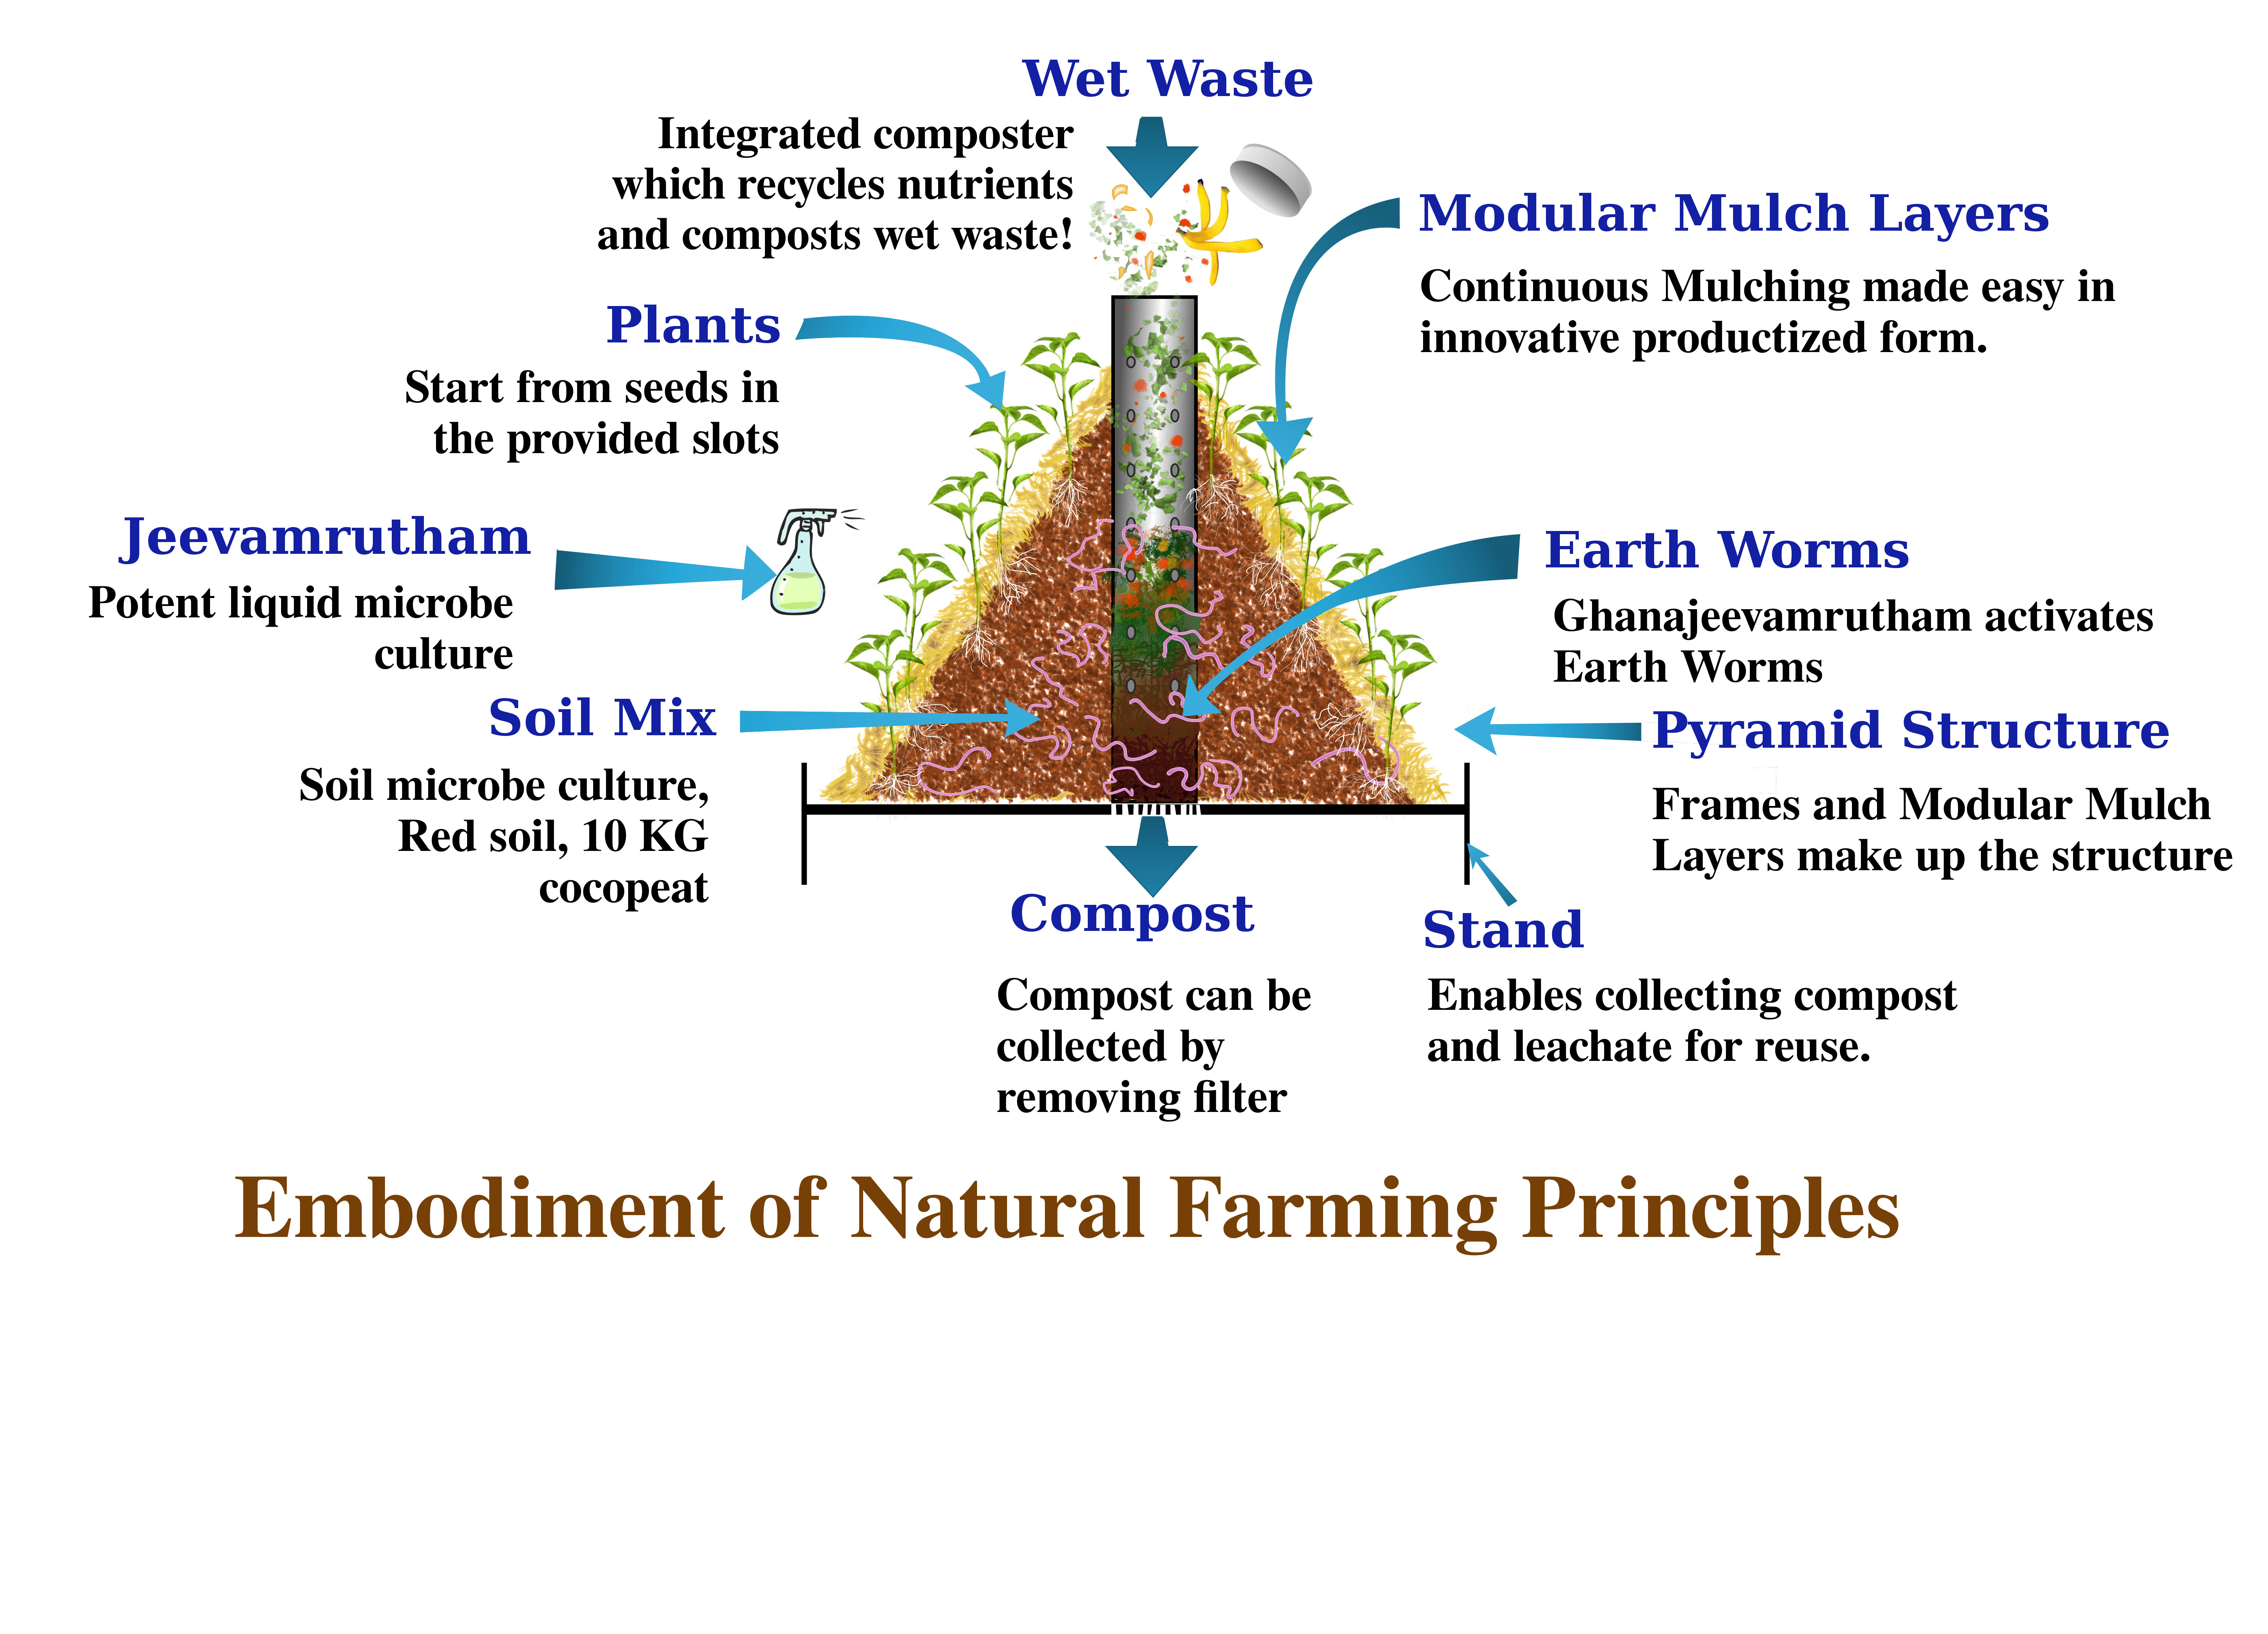 Wet Waste
Integrated composter
which recycles nutrients
and composts wet waste!
Modular Mulch Layers
Continuous Mulching made easy in
innovative productized form.
Plants
Start from seeds in
the provided slots
Jeevamrutham
Potent liquid microbe
culture
Earth Worms
Ghanajeevamrutham activates
Earth Worms
Soil Mix
Soil microbe culture,
Red soil, 10 KG
cocopeat
Pyramid Structure
Frames and Modular Mulch
Layers make up the structure
Compost
Compost can be
collected by
removing filter
Stand
Enables collecting compost
and leachate for reuse.
Embodiment of Natural Farming Principles